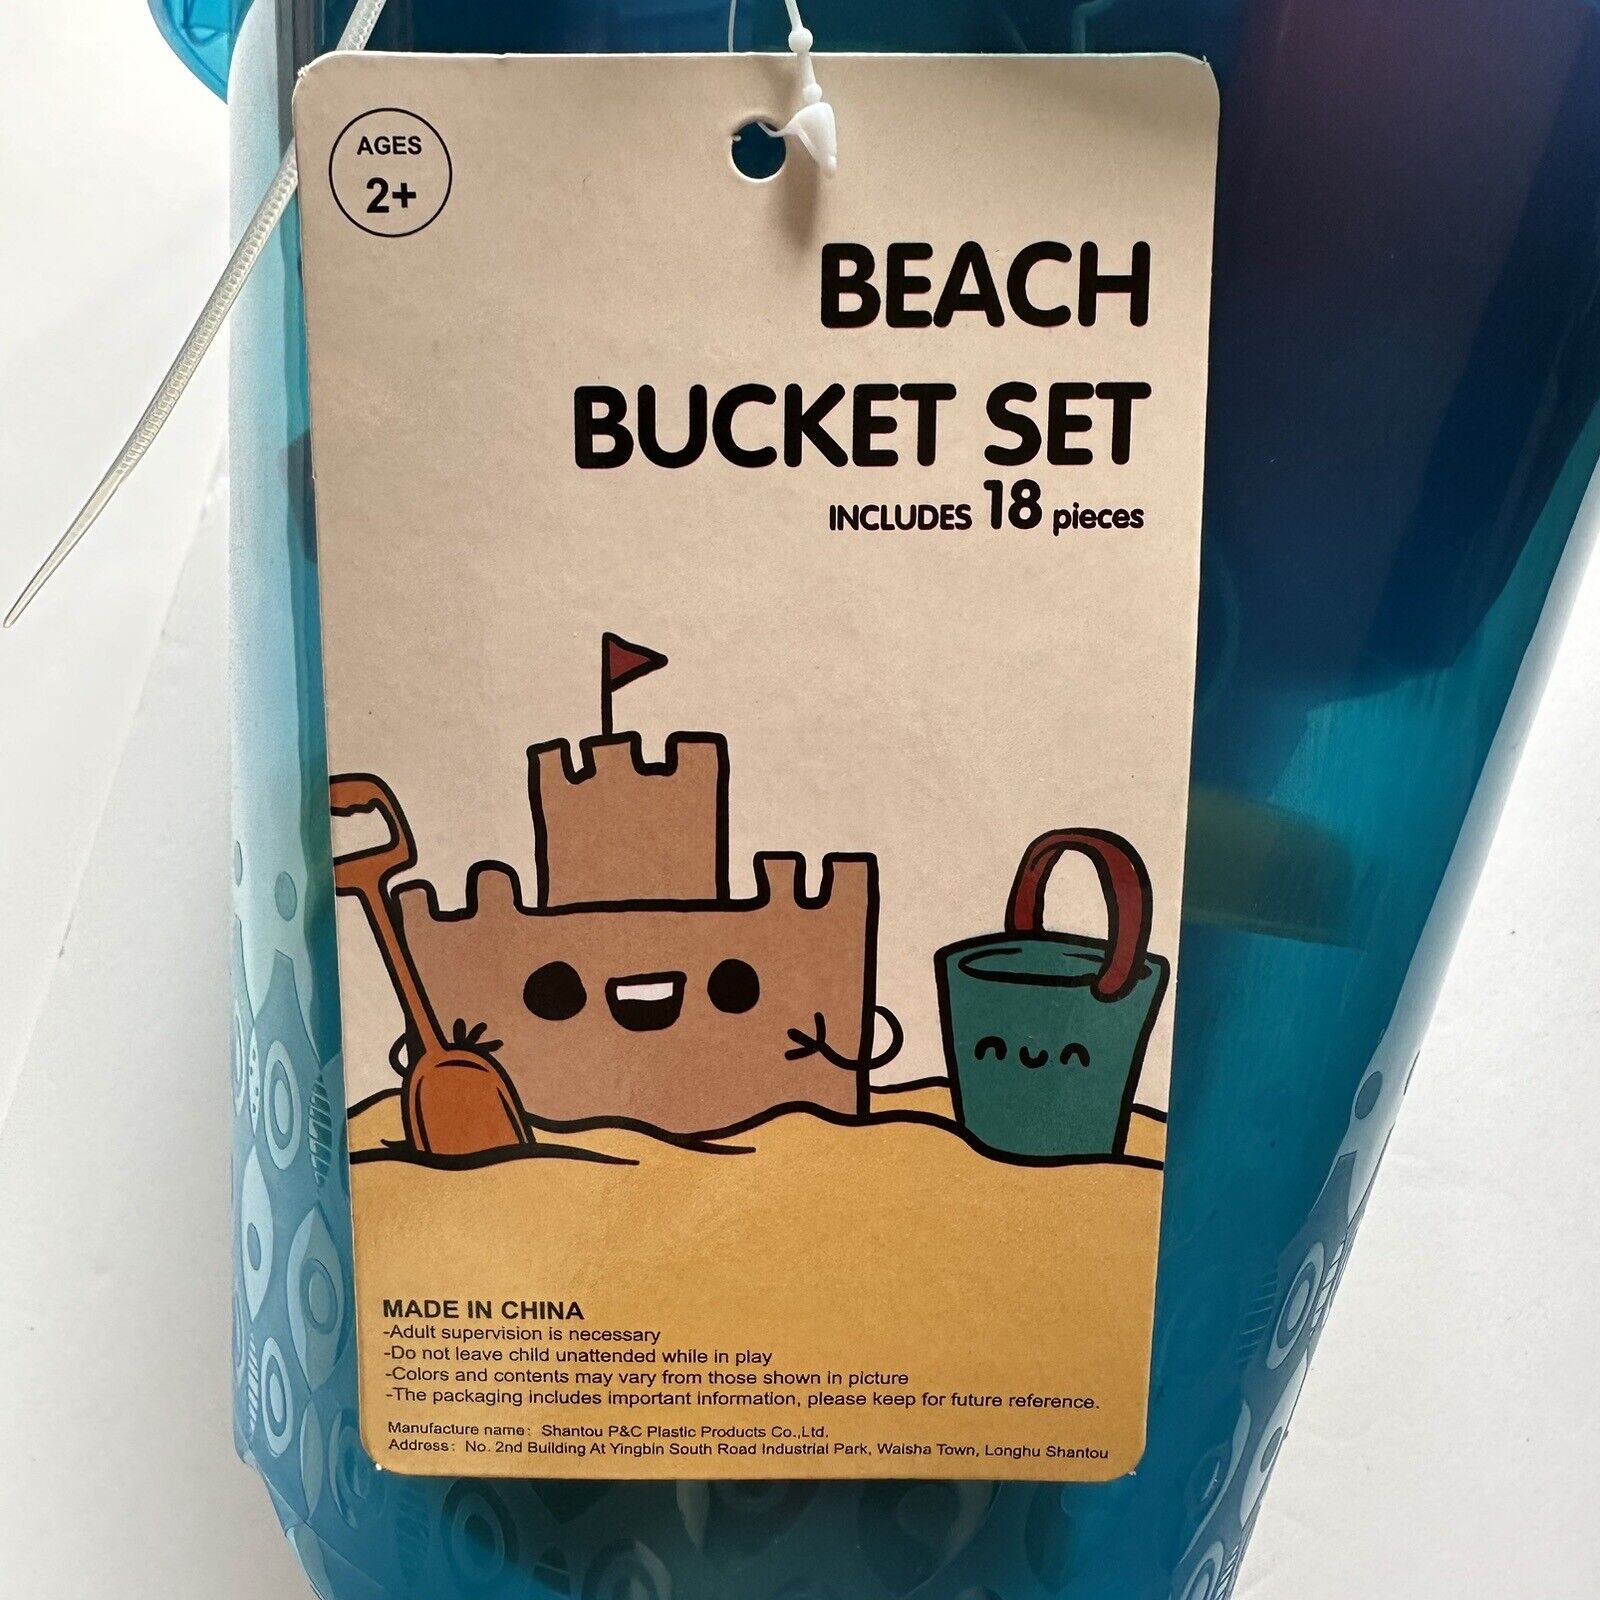 AGES
2+
BEACH
BUCKET SET
INCLUDES 18 pieces
MADE IN CHINA
-Adult supervision is necessary
-Do not leave child unattended while in play
-Colors and contents may vary from those shown in picture
-The packaging includes important information, please keep for future reference.
Manufacture name: Shantou P&C Plastic Products Co.,Ltd.
Address: No. 2nd Building At Yingbin South Road Industrial Park, Waisha Town, Longhu Shantou